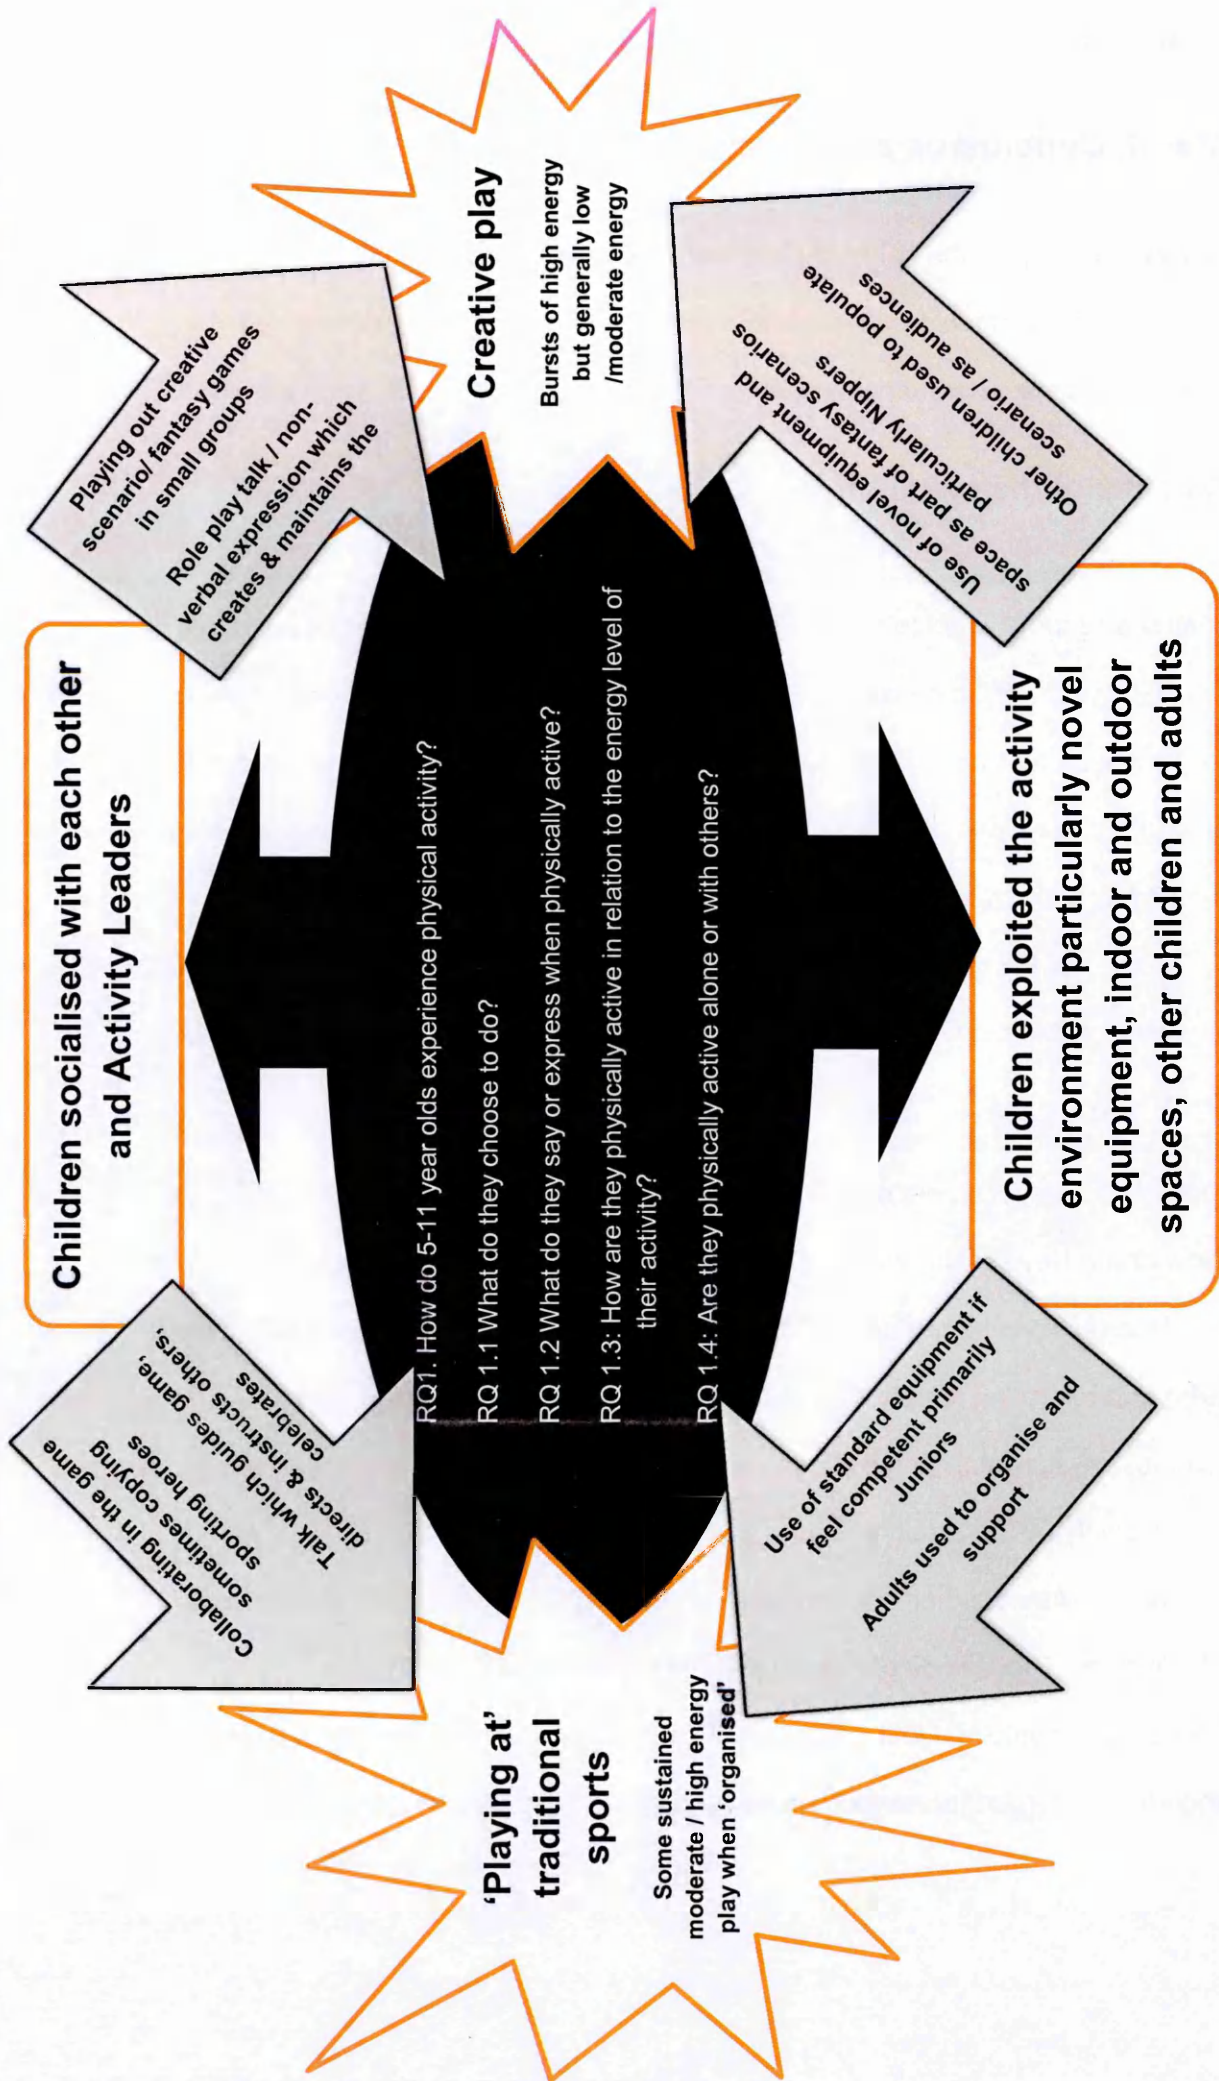 Children socialised with each other
and Activity Leaders
Collaborating in the game
sometimes copying
sporting heroes
Talk which guides game,
directs & instructs others,
celebrates
Playing out creative
scenario/ fantasy games
in small groups
Role play talk / non-
verbal expression which
creates & maintains the
'Playing at'
traditional
sports
Some sustained
moderate / high energy
play when 'organised'
RQ1. How do 5-11 year olds experience physical activity?
RQ 1.1 What do they choose to do?
RQ 1.2 What do they say or express when physically active?
RQ 1.3: How are they physically active in relation to the energy level of
their activity?
RQ 1.4: Are they physically active alone or with others?
Creative play
Bursts of high energy
but generally low
/moderate energy
Use of standard equipment if
feel competent primarily
Juniors
Adults used to organise and
support
Use of novel equipment and
space as part of fantasy scenarios
particularly Nippers
Other children used to populate
scenario / as audiences
Children exploited the activity
environment particularly novel
equipment, indoor and outdoor
spaces, other children and adults